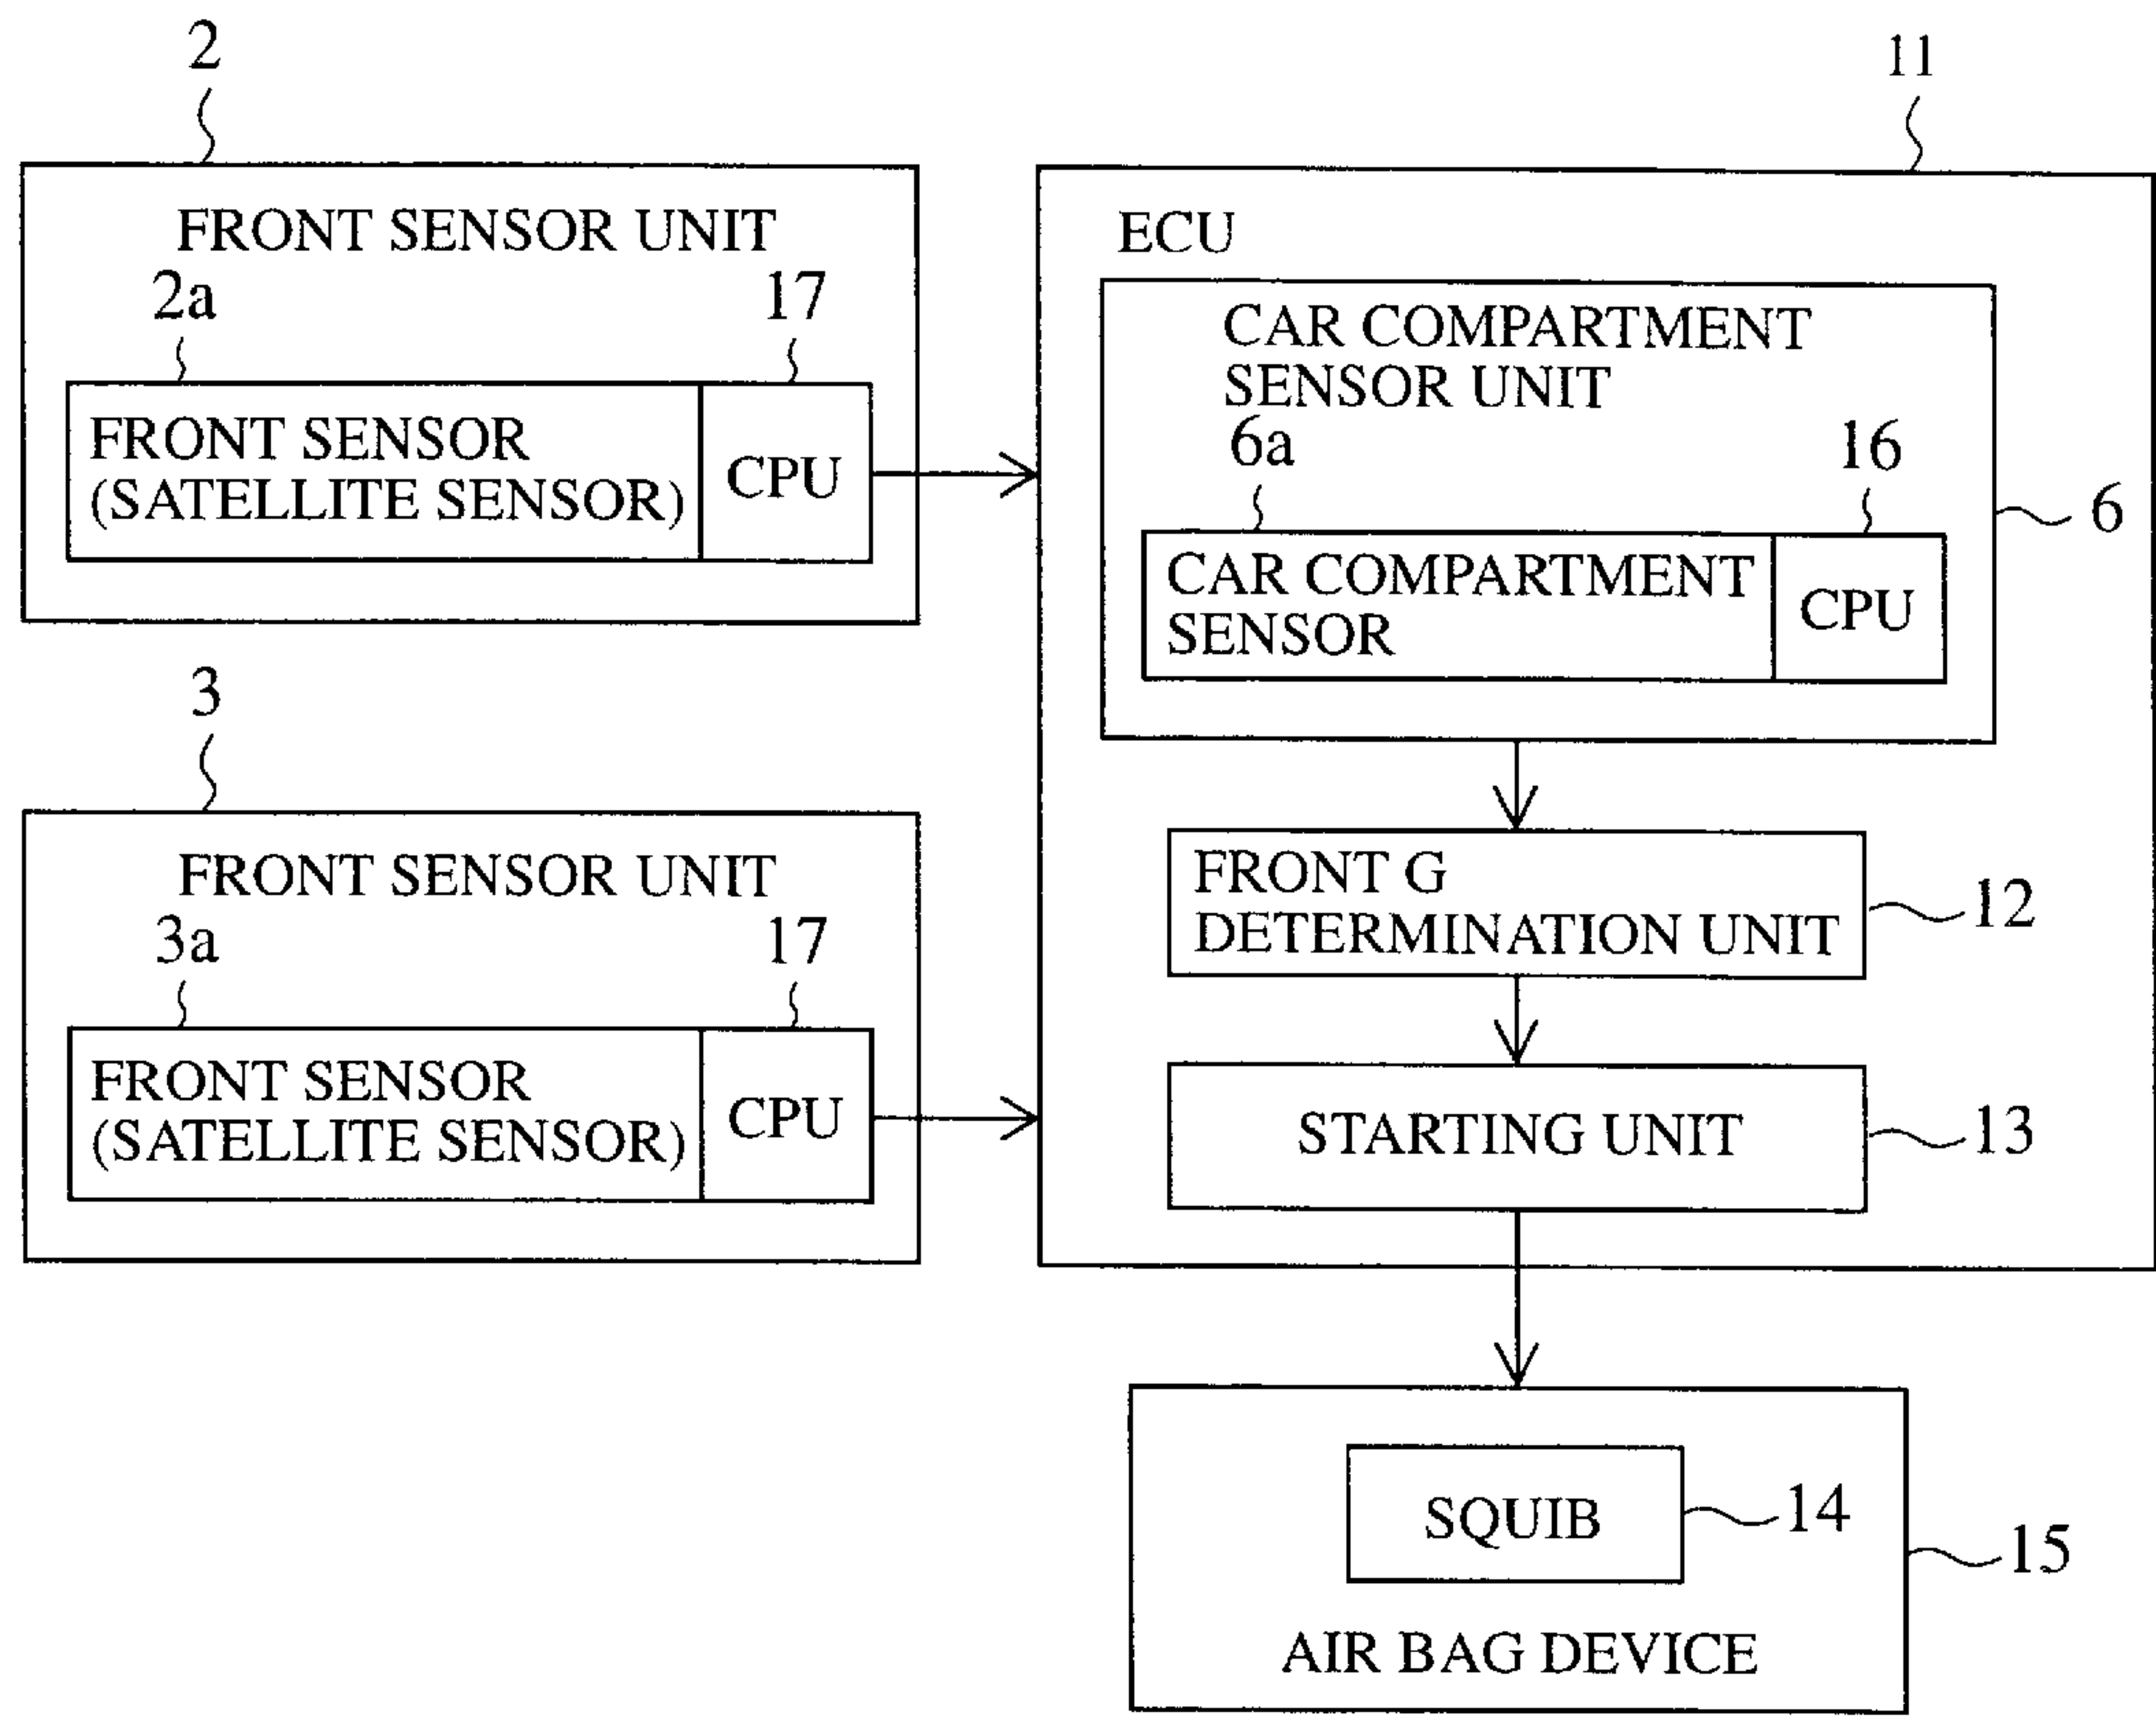 2
FRONT SENSOR UNIT
2a
17
FRONT SENSOR
(SATELLITE SENSOR)
CPU
3
FRONT SENSOR UNIT
3a
17
FRONT SENSOR
(SATELLITE SENSOR)
CPU
11
ECU
CAR COMPARTMENT
SENSOR UNIT
6a
16
6
CAR COMPARTMENT
SENSOR
CPU
FRONT G
DETERMINATION UNIT
12
STARTING UNIT
13
SQUIB
14
15
AIR BAG DEVICE